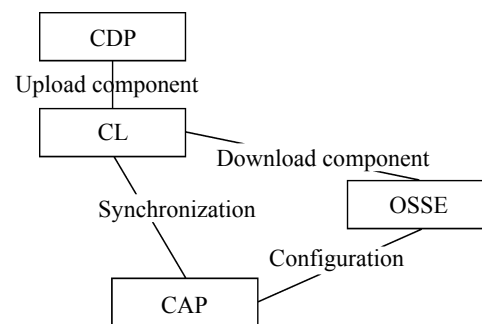 CDP
Upload component
CL
Download component
OSSE
Synchronization
Configuration
CAP